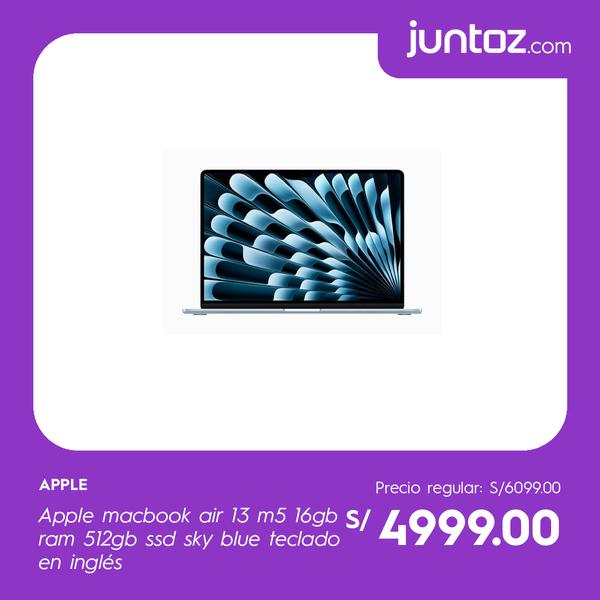 juntoz.com
APPLE
Precio regular: S/6099.00
Apple macbook air 13 m5 16gb
ram 512gb ssd sky blue teclado
en inglés
S/ 4999.00